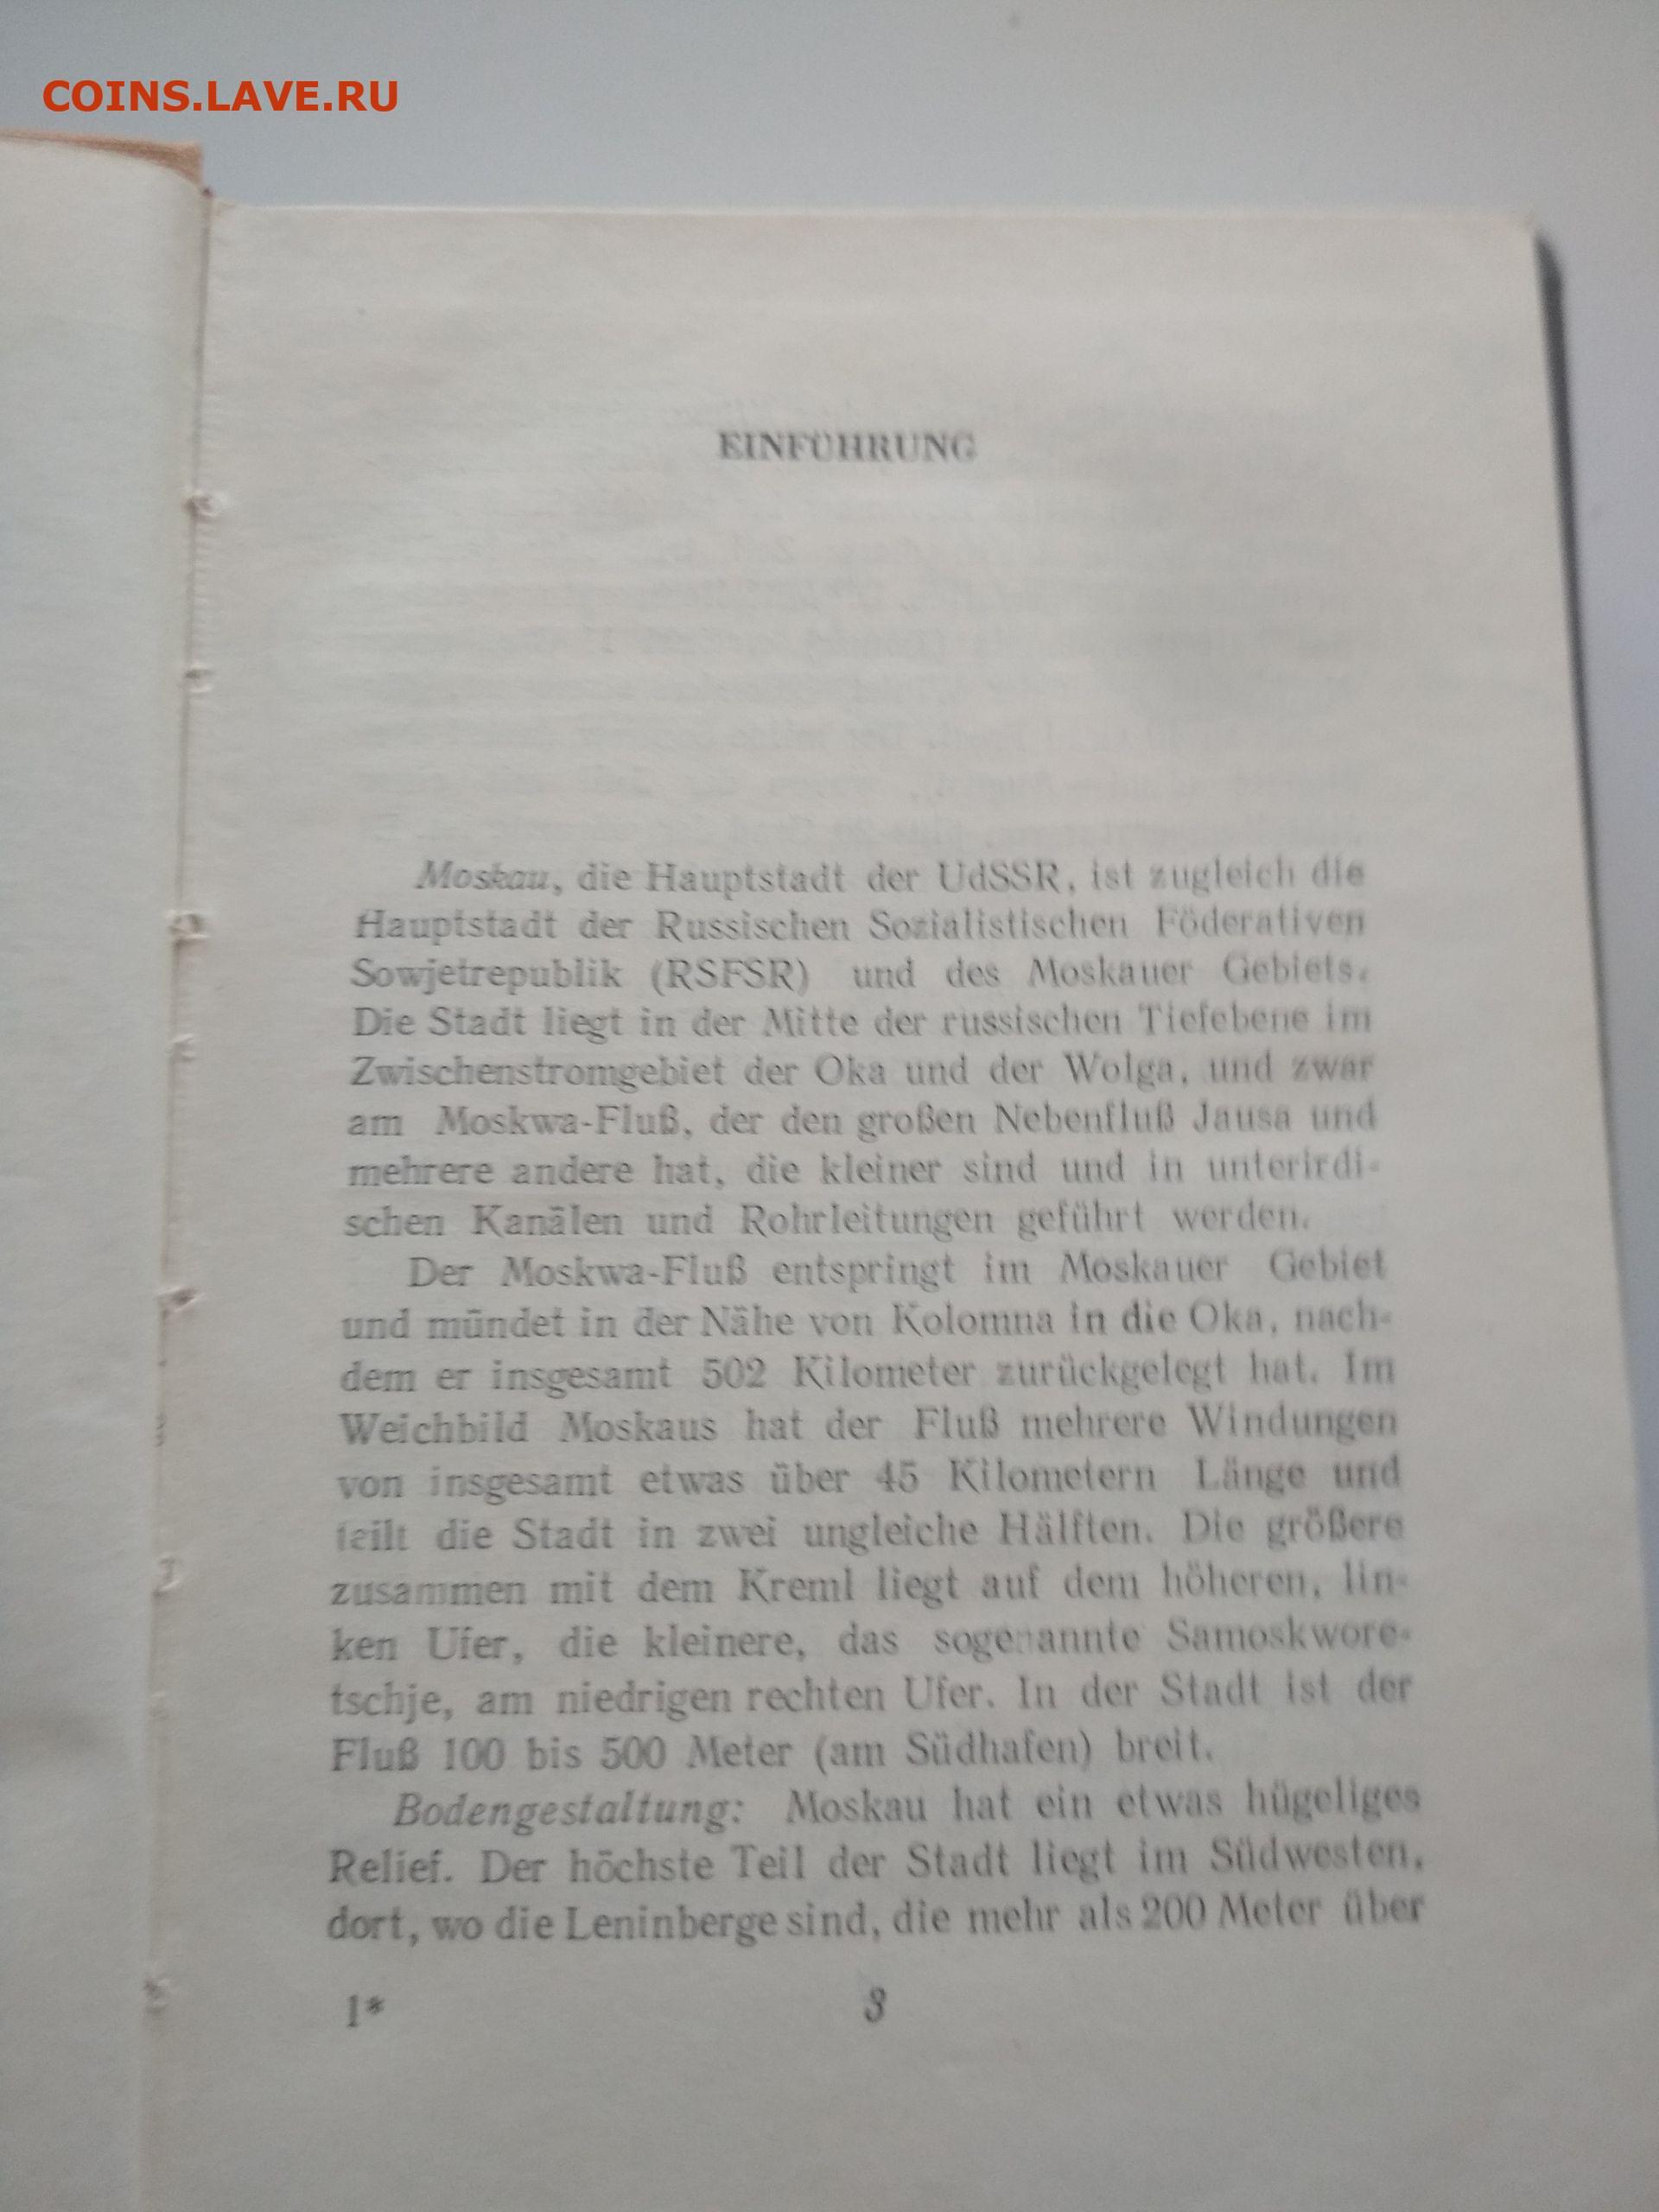 COINS.LAVE.RU
EINFÜHRUNG
Moskau, die Hauptstadt der UdSSR, ist zugleich die
Hauptstadt der Russischen Sozialistischen Föderativen
Sowjetrepublik (RSFSR) und des Moskauer Gebiets.
Die Stadt liegt in der Mitte der russischen Tiefebene im
Zwischenstromgebiet der Oka und der Wolga, und zwar
am Moskwa-Fluß, der den großen Nebenfluß Jausa und
mehrere andere hat, die kleiner sind und in unterirdi-
schen Kanälen und Rohrleitungen geführt werden.
Der Moskwa-Fluß entspringt im Moskauer Gebiet
und mündet in der Nähe von Kolomna in die Oka, nach-
dem er insgesamt 502 Kilometer zurückgelegt hat. Im
Weichbild Moskaus hat der Fluß mehrere Windungen
von insgesamt etwas über 45 Kilometern Länge und
teilt die Stadt in zwei ungleiche Hälften. Die größere
zusammen mit dem Kreml liegt auf dem höheren, lin-
ken Ufer, die kleinere, das sogenannte Samoskwore-
tschje, am niedrigen rechten Ufer. In der Stadt ist der
Fluß 100 bis 500 Meter (am Südhafen) breit.
Bodengestaltung: Moskau hat ein etwas hügeliges
Relief. Der höchste Teil der Stadt liegt im Südwesten,
dort, wo die Leninberge sind, die mehr als 200 Meter über
1* 3